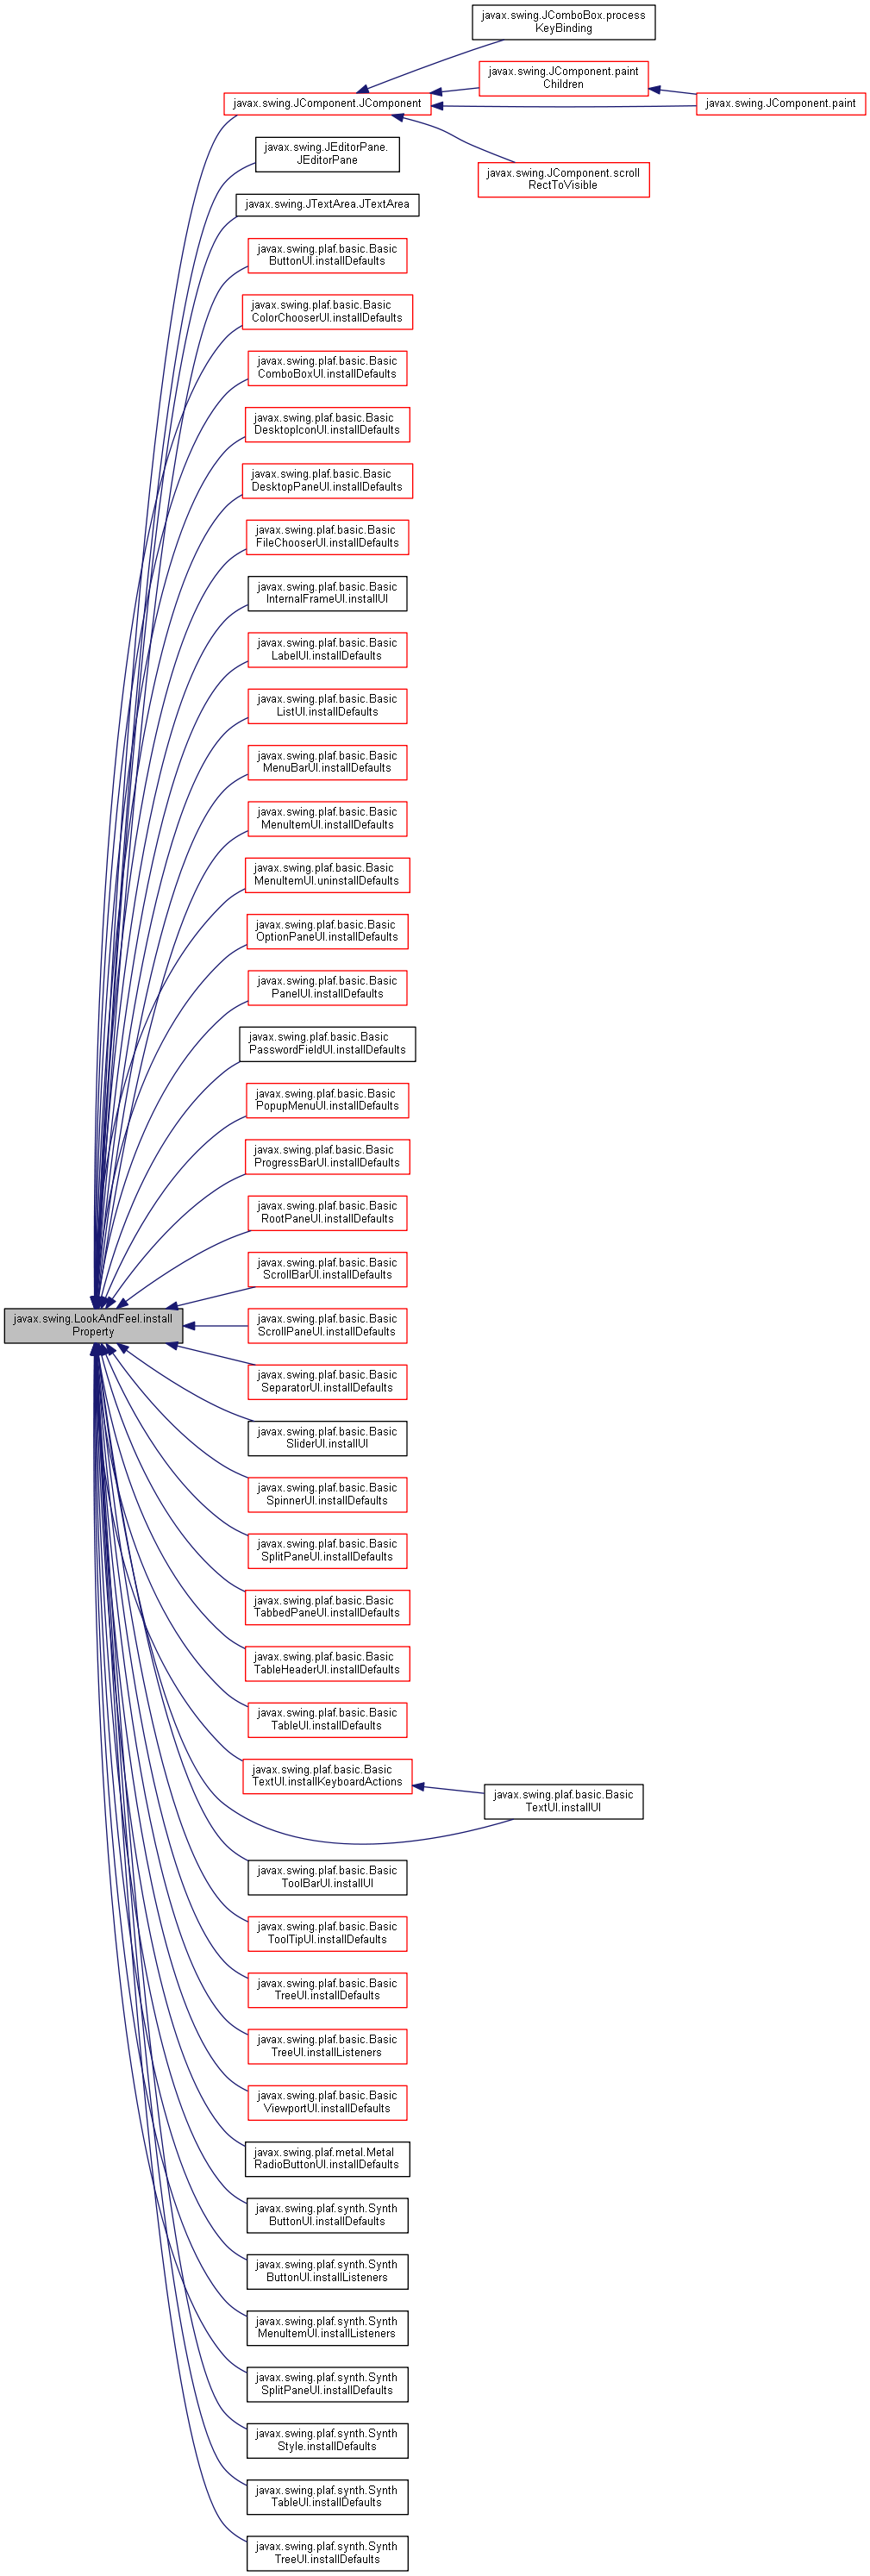 javax.swing.JComboBox.process
KeyBinding
javax.swing.JComponent.paint
Children
javax.swing.JComponent.JComponent
javax.swing.JComponent.paint
javax.swing.JEditorPane.
JEditorPane
javax.swing.JComponent.scroll
RectToVisible
javax.swing.JTextArea.JTextArea
javax.swing.plaf.basic.Basic
ButtonUI.installDefaults
javax.swing.plaf.basic.Basic
ColorChooserUI.installDefaults
javax.swing.plaf.basic.Basic
ComboBoxUI.installDefaults
javax.swing.plaf.basic.Basic
DesktopIconUI.installDefaults
javax.swing.plaf.basic.Basic
DesktopPaneUI.installDefaults
javax.swing.plaf.basic.Basic
FileChooserUI.installDefaults
javax.swing.plaf.basic.Basic
InternalFrameUI.installUI
javax.swing.plaf.basic.Basic
LabelUI.installDefaults
javax.swing.plaf.basic.Basic
ListUI.installDefaults
javax.swing.plaf.basic.Basic
MenuBarUI.installDefaults
javax.swing.plaf.basic.Basic
MenuItemUI.installDefaults
javax.swing.plaf.basic.Basic
MenuItemUI.uninstallDefaults
javax.swing.plaf.basic.Basic
OptionPaneUI.installDefaults
javax.swing.plaf.basic.Basic
PanelUI.installDefaults
javax.swing.plaf.basic.Basic
PasswordFieldUI.installDefaults
javax.swing.plaf.basic.Basic
PopupMenuUI.installDefaults
javax.swing.plaf.basic.Basic
ProgressBarUI.installDefaults
javax.swing.plaf.basic.Basic
RootPaneUI.installDefaults
javax.swing.plaf.basic.Basic
ScrollBarUI.installDefaults
javax.swing.LookAndFeel.install
Property
javax.swing.plaf.basic.Basic
ScrollPaneUI.installDefaults
javax.swing.plaf.basic.Basic
SeparatorUI.installDefaults
javax.swing.plaf.basic.Basic
SliderUI.installUI
javax.swing.plaf.basic.Basic
SpinnerUI.installDefaults
javax.swing.plaf.basic.Basic
SplitPaneUI.installDefaults
javax.swing.plaf.basic.Basic
TabbedPaneUI.installDefaults
javax.swing.plaf.basic.Basic
TableHeaderUI.installDefaults
javax.swing.plaf.basic.Basic
TableUI.installDefaults
javax.swing.plaf.basic.Basic
TextUI.installKeyboardActions
javax.swing.plaf.basic.Basic
TextUI.installUI
javax.swing.plaf.basic.Basic
ToolBarUI.installUI
javax.swing.plaf.basic.Basic
ToolTipUI.installDefaults
javax.swing.plaf.basic.Basic
TreeUI.installDefaults
javax.swing.plaf.basic.Basic
TreeUI.installListeners
javax.swing.plaf.basic.Basic
ViewportUI.installDefaults
javax.swing.plaf.metal.Metal
RadioButtonUI.installDefaults
javax.swing.plaf.synth.Synth
ButtonUI.installDefaults
javax.swing.plaf.synth.Synth
ButtonUI.installListeners
javax.swing.plaf.synth.Synth
MenuItemUI.installListeners
javax.swing.plaf.synth.Synth
SplitPaneUI.installDefaults
javax.swing.plaf.synth.Synth
Style.installDefaults
javax.swing.plaf.synth.Synth
TableUI.installDefaults
javax.swing.plaf.synth.Synth
TreeUI.installDefaults